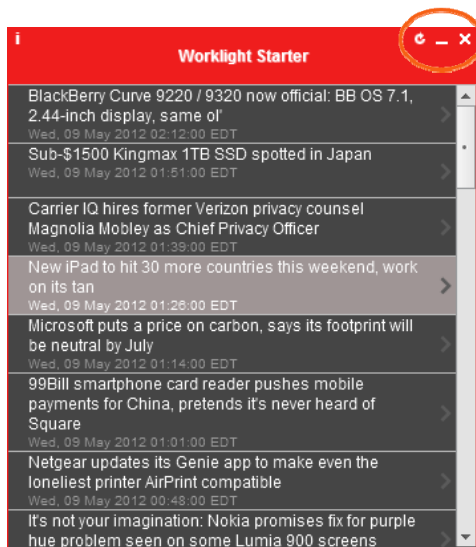 i
Worklight Starter
BlackBerry Curve 9220 / 9320 now official: BB OS 7.1,
2.44-inch display, same ol'
Wed, 09 May 2012 02:12:00 EDT
Sub-$1500 Kingmax 1TB SSD spotted in Japan
Wed, 09 May 2012 01:51:00 EDT
Carrier IQ hires former Verizon privacy counsel
Magnolia Mobley as Chief Privacy Officer
Wed, 09 May 2012 01:39:00 EDT
New iPad to hit 30 more countries this weekend, work
on its tan
Wed, 09 May 2012 01:26:00 EDT
Microsoft puts a price on carbon, says its footprint will
be neutral by July
Wed, 09 May 2012 01:14:00 EDT
99Bill smartphone card reader pushes mobile
payments for China, pretends it's never heard of
Square
Wed, 09 May 2012 01:01:00 EDT
Netgear updates its Genie app to make even the
loneliest printer AirPrint compatible
Wed, 09 May 2012 00:48:00 EDT
It's not your imagination: Nokia promises fix for purple
hue problem seen on some Lumia 900 screens